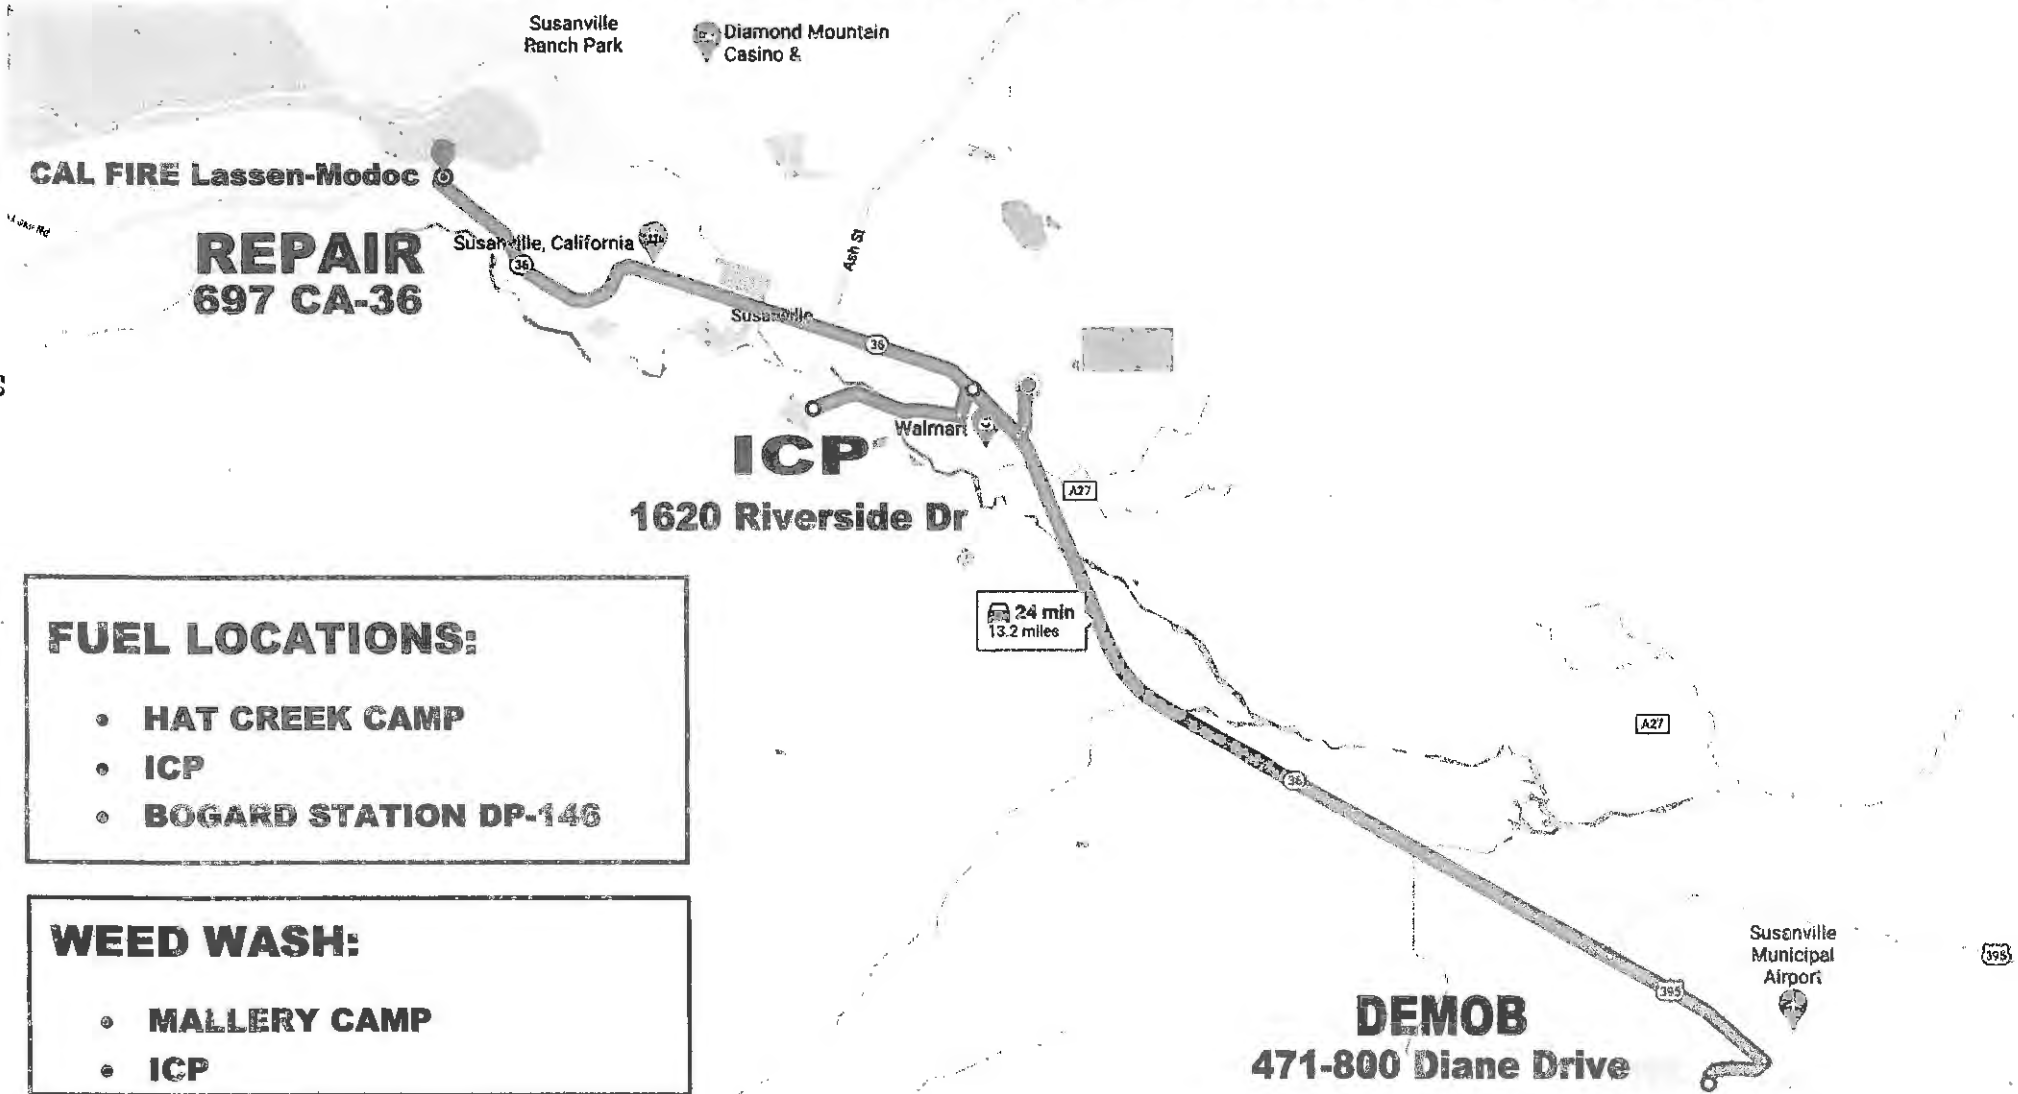 Susanville
Ranch Park
Diamond Mountain
Casino &
CAL FIRE Lassen-Modoc
REPAIR
697 CA-36
Susanville, California
36
Ash St
Susanville
36
Walmart
ICP
1620 Riverside Dr
A27
24 min
13.2 miles
FUEL LOCATIONS:
• HAT CREEK CAMP
• ICP
• BOGARD STATION DP-146
A27
36
WEED WASH:
• MALLERY CAMP
• ICP
Susanville
Municipal
Airport
395
395
DEMOB
471-800 Diane Drive